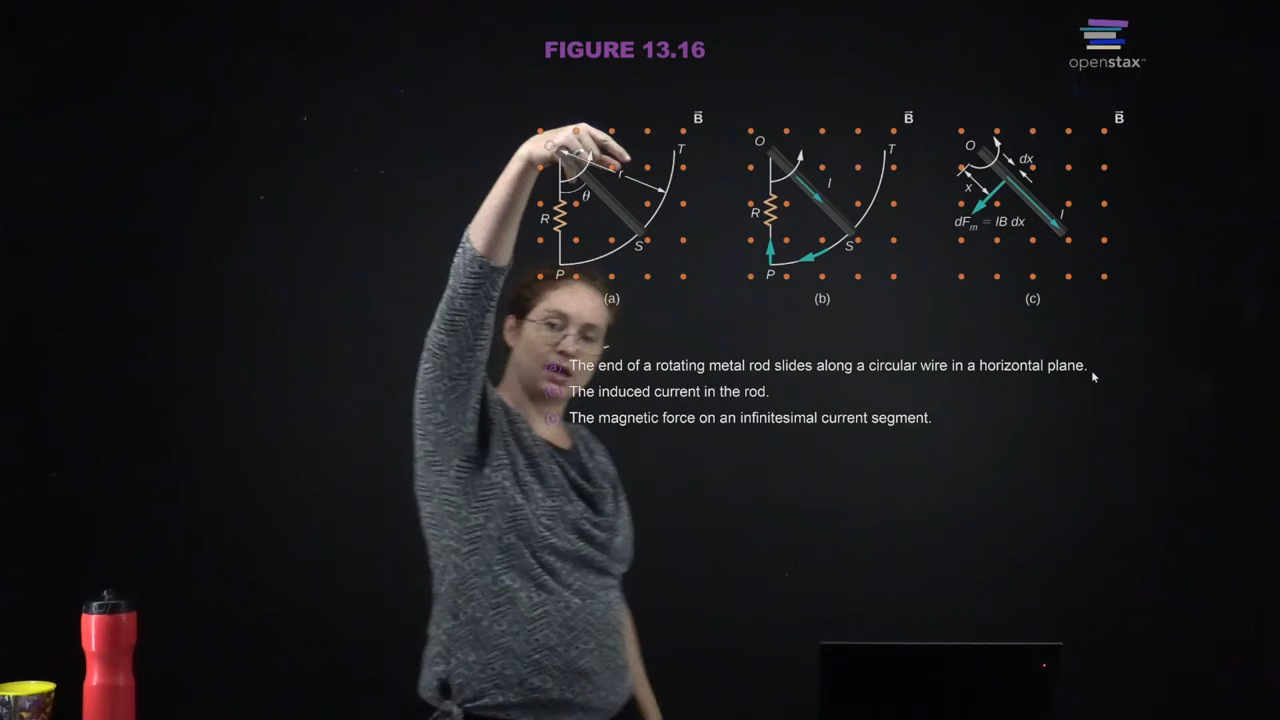 FIGURE 13.16
openstax™
B
O
T
r
θ
R
S
P
(a)
B
O
T
I
R
S
P
(b)
B
O
dx
x
I
dFm = IB dx
(c)
(a) The end of a rotating metal rod slides along a circular wire in a horizontal plane.
The induced current in the rod.
(c) The magnetic force on an infinitesimal current segment.